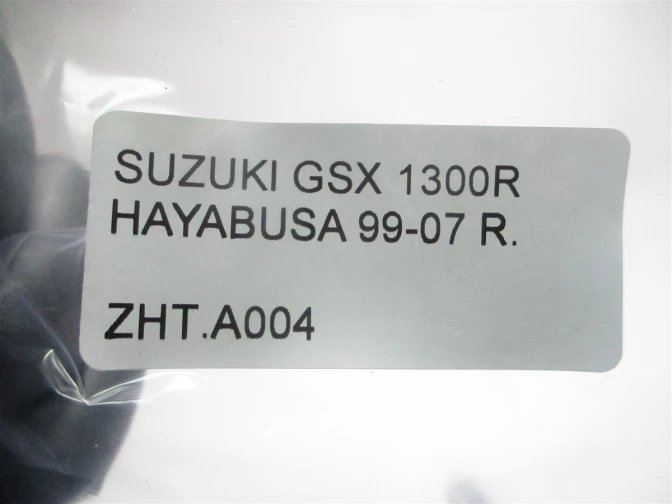 SUZUKI GSX 1300R
HAYABUSA 99-07 R.
ZHT.A004